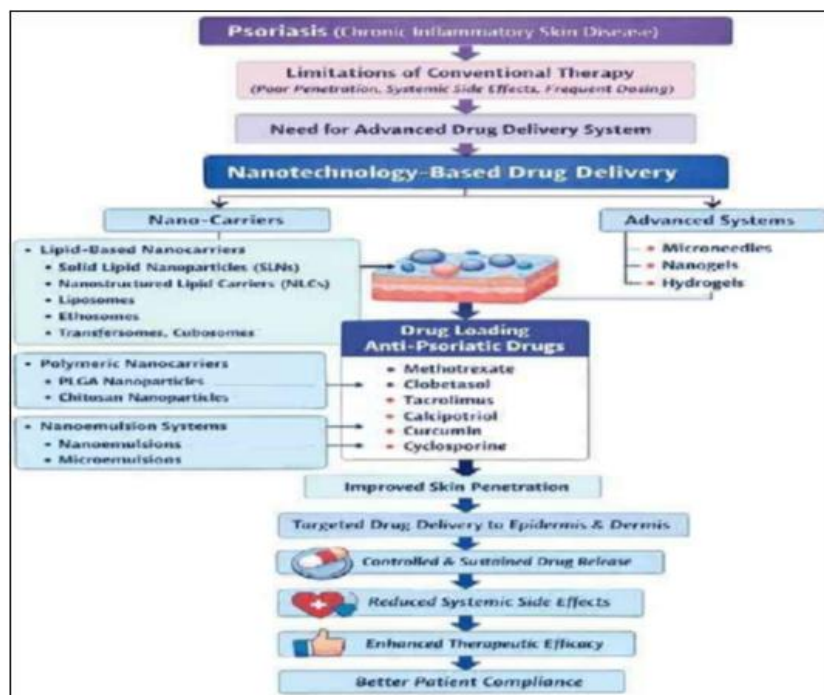 Psoriasis (Chronic Inflammatory Skin Disease)
Limitations of Conventional Therapy
(Poor Penetration, Systemic Side Effects, Frequent Dosing)
Need for Advanced Drug Delivery System
Nanotechnology-Based Drug Delivery
Nano-Carriers
• Lipid-Based Nanocarriers
• Solid Lipid Nanoparticles (SLNs)
• Nanostructured Lipid Carriers (NLCs)
• Liposomes
• Ethosomes
• Transfersomes, Cubosomes
• Polymeric Nanocarriers
• PLGA Nanoparticles
• Chitosan Nanoparticles
• Nanoemulsion Systems
• Nanoemulsions
• Microemulsions
Advanced Systems
• Microneedles
• Nanogels
• Hydrogels
Drug Loading
Anti-Psoriatic Drugs
• Methotrexate
• Clobetasol
• Tacrolimus
• Calcipotriol
• Curcumin
• Cyclosporine
Improved Skin Penetration
Targeted Drug Delivery to Epidermis & Dermis
Controlled & Sustained Drug Release
Reduced Systemic Side Effects
Enhanced Therapeutic Efficacy
Better Patient Compliance